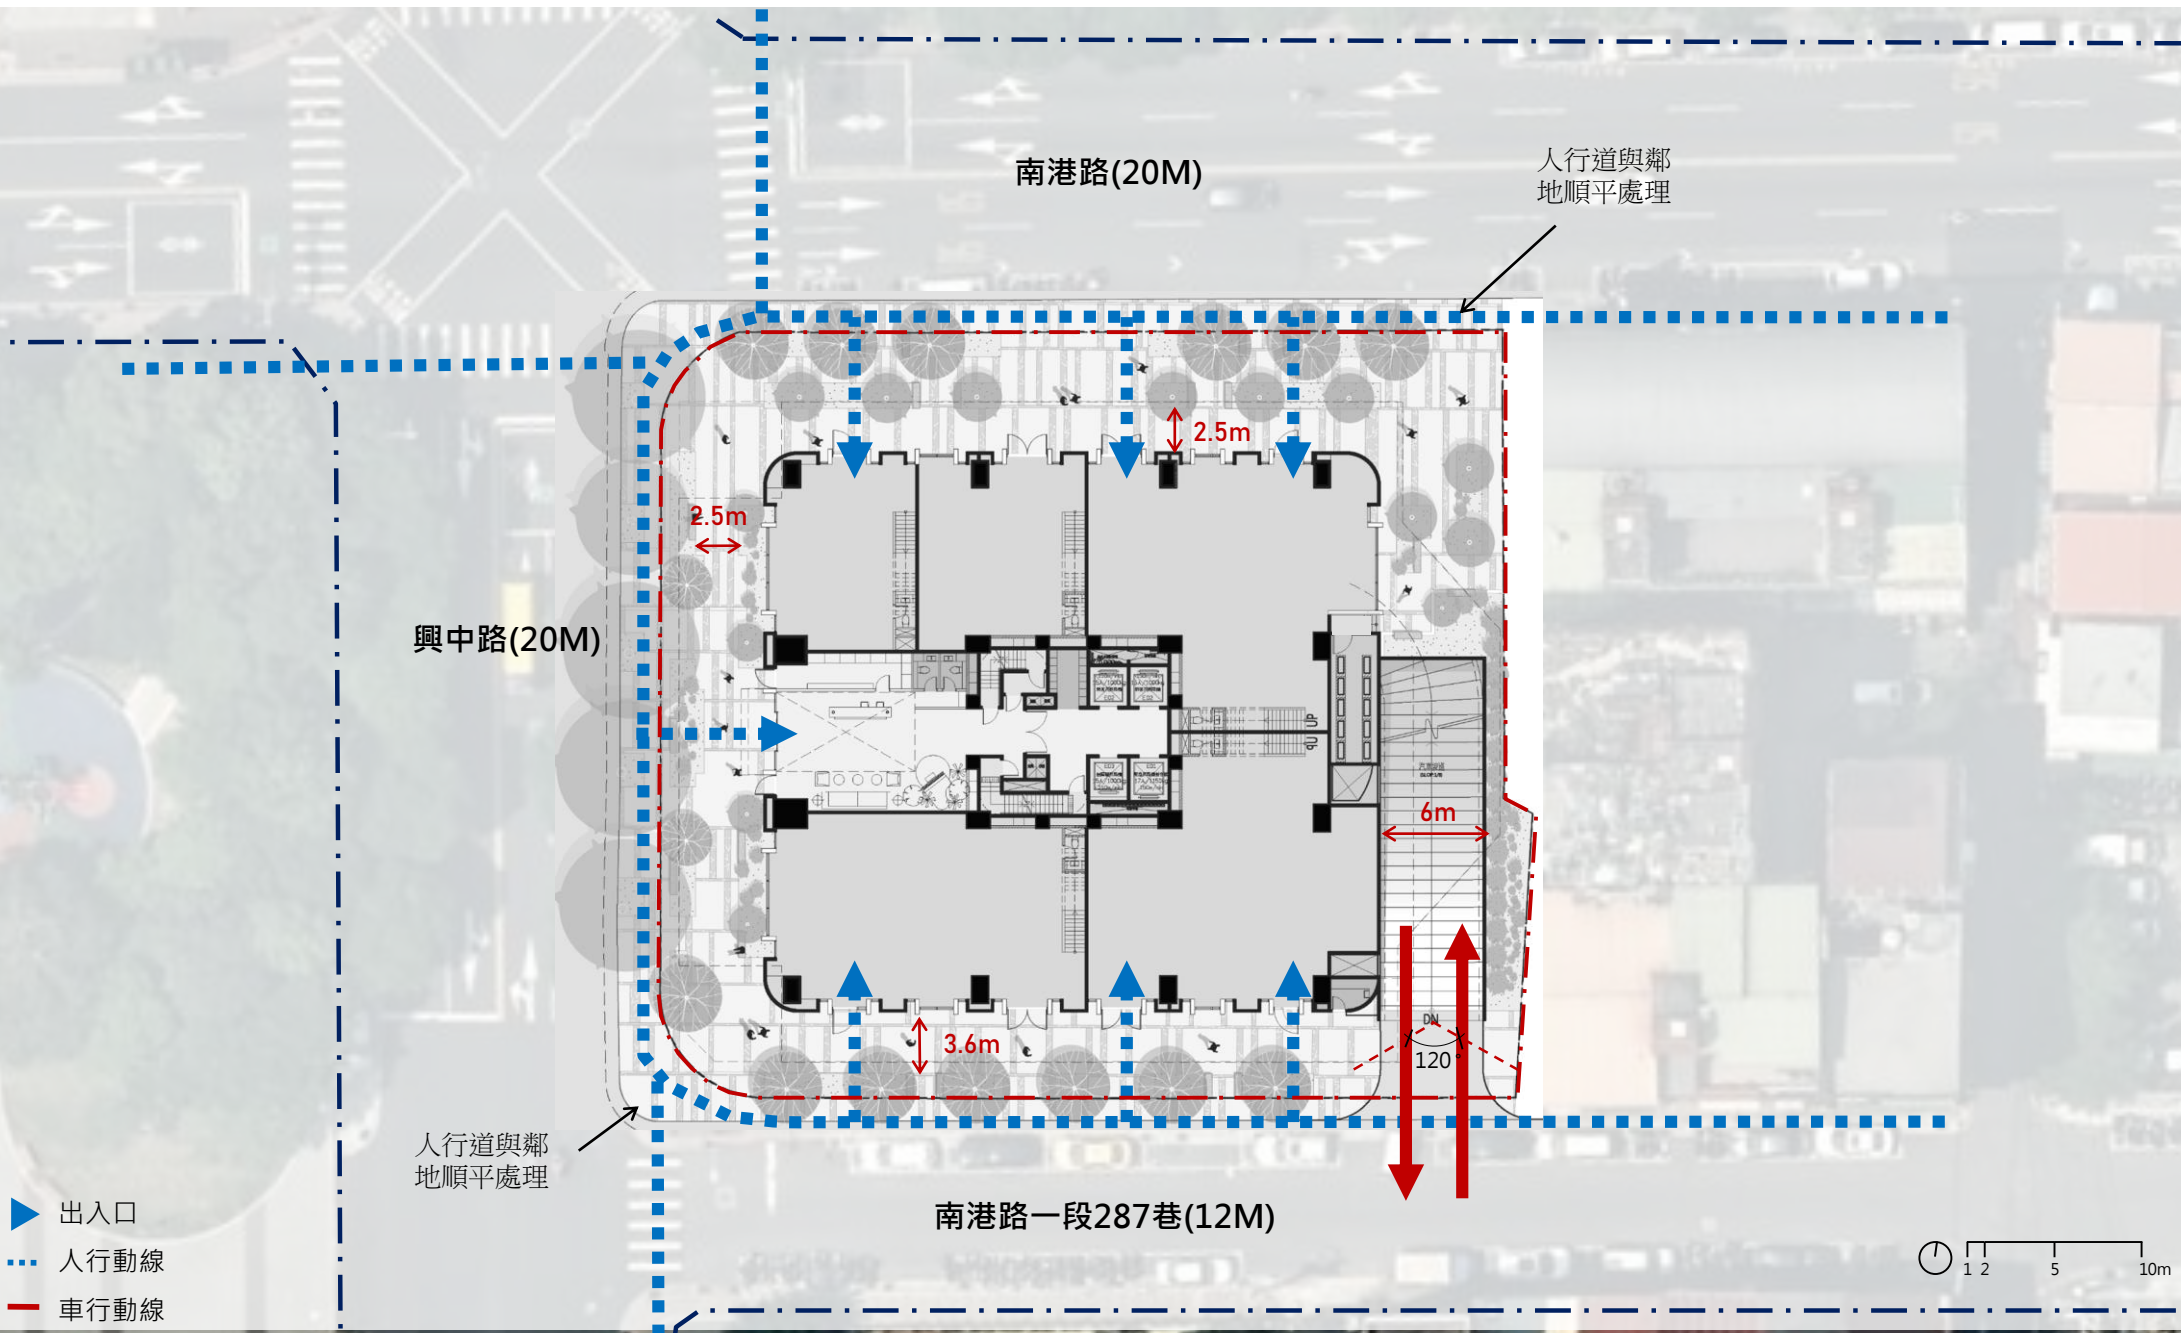 南港路(20M)
人行道與鄰
地順平處理
2.5m
2.5m
興中路(20M)
UP
UP
6m
DN
120°
3.6m
人行道與鄰
地順平處理
南港路一段287巷(12M)
出入口
人行動線
車行動線
1 2 5 10m